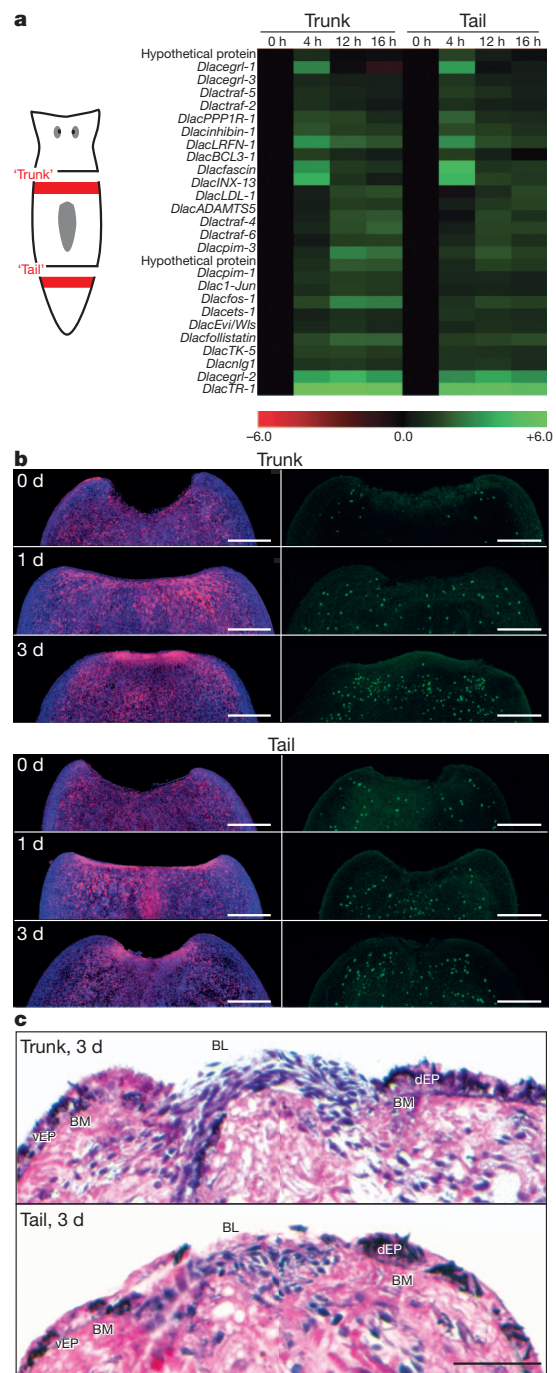 a
Trunk Tail
0 h 4 h 12 h 16 h 0 h 4 h 12 h 16 h
Hypothetical protein
Dlacegrl-1
Dlacegrl-3
Dlactraf-5
Dlactraf-2
DlacPPP1R-1
Dlacinhibin-1
DlacLRFN-1
DlacBCL3-1
Dlacfascin
DlacINX-13
DlacLDL-1
DlacADAMTS5
Dlactraf-4
Dlactraf-6
Dlacpim-3
Hypothetical protein
Dlacpim-1
Dlac1-Jun
Dlacfos-1
Dlacets-1
DlacEvi/Wls
Dlacfollistatin
DlacTK-5
Dlacnlg1
Dlacegrl-2
DlacTR-1
'Trunk'
'Tail'
–6.0 0.0 +6.0
b
Trunk
0 d
1 d
3 d
Tail
0 d
1 d
3 d
c
Trunk, 3 d
BL
dEP
BM
BM
vEP
Tail, 3 d
BL
dEP
BM
BM
vEP